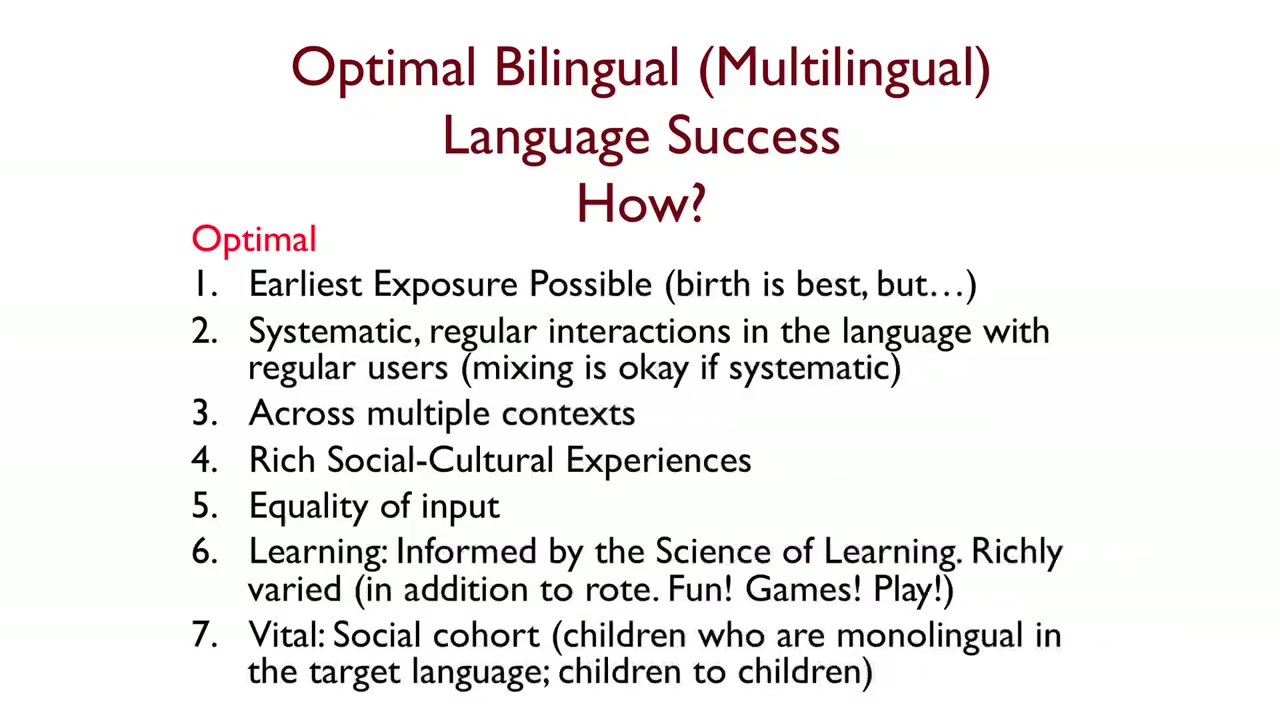 Optimal Bilingual (Multilingual)
Language Success
How?
Optimal
1. Earliest Exposure Possible (birth is best, but…)
2. Systematic, regular interactions in the language with
regular users (mixing is okay if systematic)
3. Across multiple contexts
4. Rich Social-Cultural Experiences
5. Equality of input
6. Learning: Informed by the Science of Learning. Richly
varied (in addition to rote. Fun! Games! Play!)
7. Vital: Social cohort (children who are monolingual in
the target language; children to children)